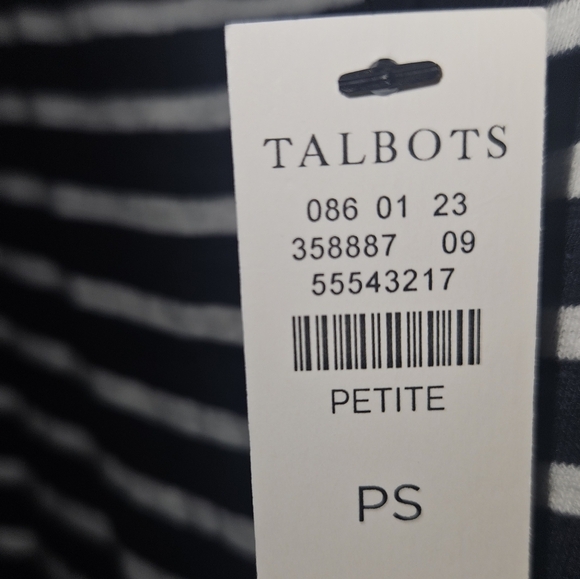 TALBOTS
086 01 23
358887 09
55543217
PETITE
PS